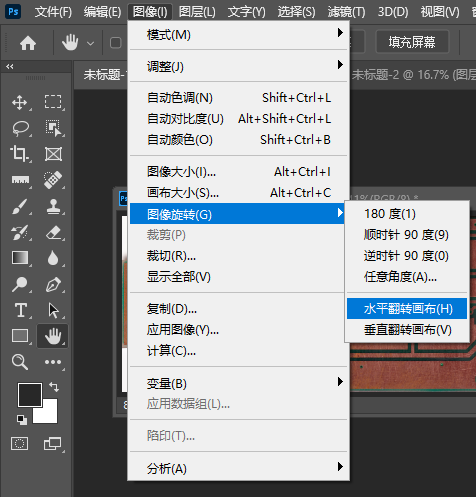 Ps 文件(F) 编辑(E) 图像(I) 图层(L) 文字(Y) 选择(S) 滤镜(T) 3D(D) 视图(V)
填充屏幕
未标题- 未标题-2 @ 16.7% (图层
模式(M)
调整(J)
自动色调(N) Shift+Ctrl+L
自动对比度(U) Alt+Shift+Ctrl+L
自动颜色(O) Shift+Ctrl+B
图像大小(I)... Alt+Ctrl+I
画布大小(S)... Alt+Ctrl+C
图像旋转(G)
裁剪(P)
裁切(R)...
显示全部(V)
复制(D)...
应用图像(Y)...
计算(C)...
变量(B)
应用数据组(L)...
陷印(T)...
分析(A)
1%(RGB/8) *
180 度(1)
顺时针 90 度(9)
逆时针 90 度(0)
任意角度(A)...
水平翻转画布(H)
垂直翻转画布(V)